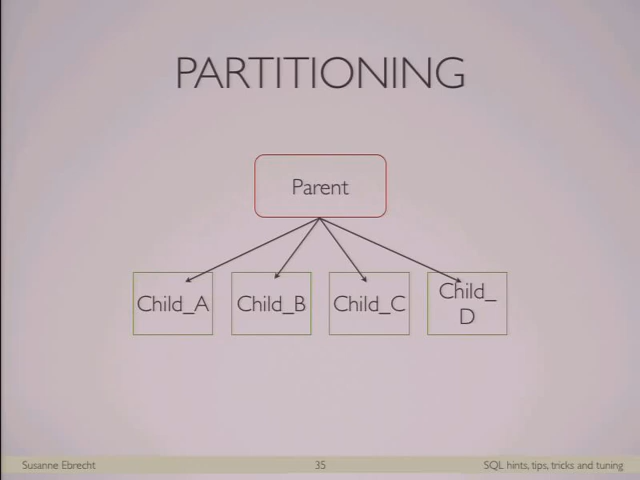 PARTITIONING
Parent
Child_A
Child_B
Child_C
Child_
D
Susanne Ebrecht
35
SQL hints, tips, tricks and tuning